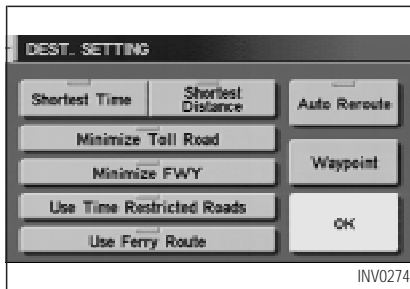 DEST. SETTING
Shortest Time
Shortest
Distance
Auto Reroute
Minimize Toll Road
Minimize FWY
Waypoint
Use Time Restricted Roads
Use Ferry Route
OK
INV0274